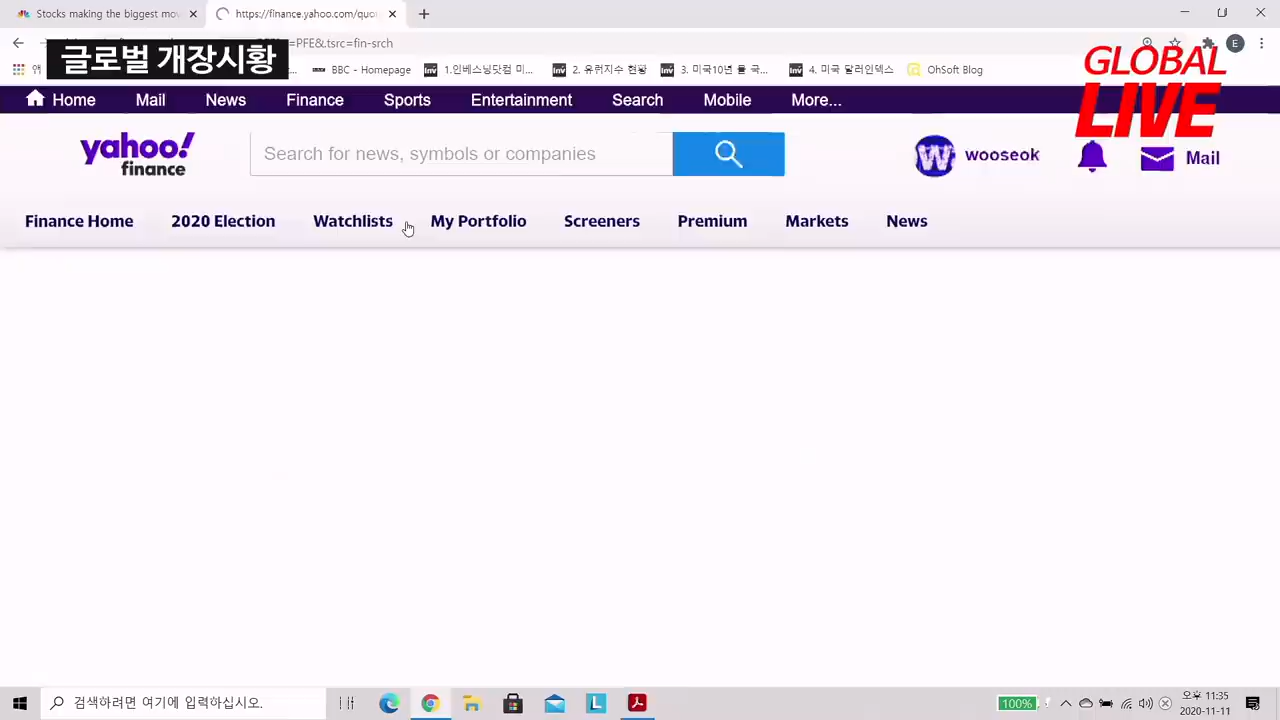 Stocks making the biggest mov
https://finance.yahoo.com/quo
=PFE&.tsrc=fin-srch
E
글로벌 개장시황
BBC - Homepage
1.인베스팅닷컴 미...
2. 유퀴지수 현황
3. 미국10년 물 국...
4. 미국 달러인덱스
OhSoft Blog
GLOBAL
LIVE
Home
Mail
News
Finance
Sports
Entertainment
Search
Mobile
More...
yahoo!
finance
Search for news, symbols or companies
W
wooseok
Mail
Finance Home
2020 Election
Watchlists
My Portfolio
Screeners
Premium
Markets
News
검색하려면 여기에 입력하십시오.
L
100%
오후 11:35
2020-11-11